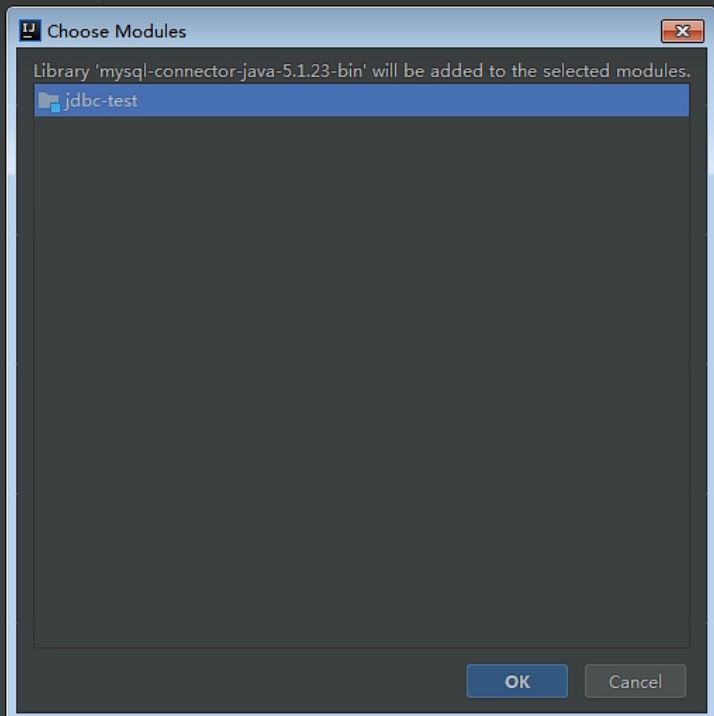 IJ Choose Modules
Library 'mysql-connector-java-5.1.23-bin' will be added to the selected modules.
jdbc-test
OK Cancel